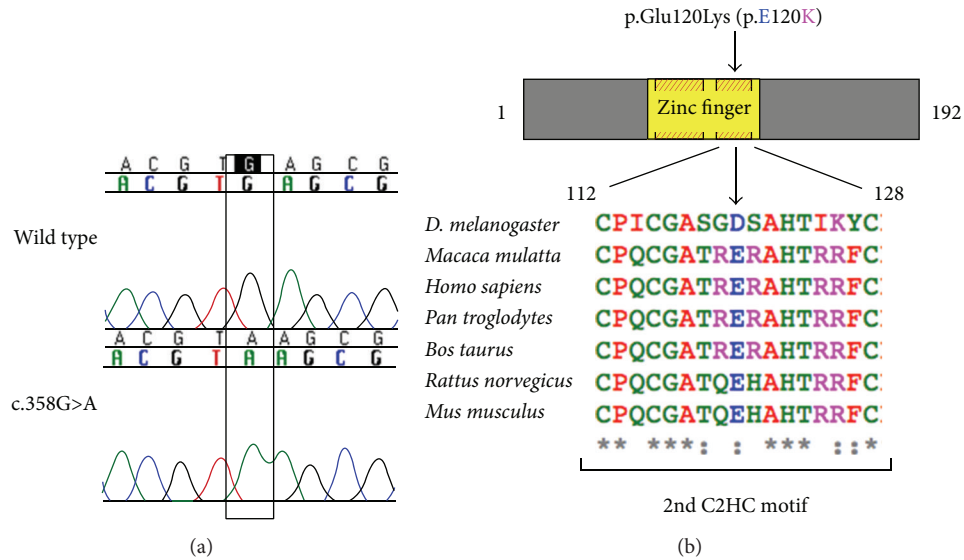 A C G T G A G C G
A C G T G A G C G
Wild type
A C G T A A G C G
A C G T A A G C G
c.358G>A
(a)
p.Glu120Lys (p.E120K)
1
Zinc finger
192
112
128
D. melanogaster CPICGASGDSAHTIKYC
Macaca mulatta CPQCGATRERAHTRRFC
Homo sapiens CPQCGATRERAHTRRFC
Pan troglodytes CPQCGATRERAHTRRFC
Bos taurus CPQCGATRERAHTRRFC
Rattus norvegicus CPQCGATQEHAHTRRFC
Mus musculus CPQCGATQEHAHTRRFC
** ***: : *** ::*
2nd C2HC motif
(b)